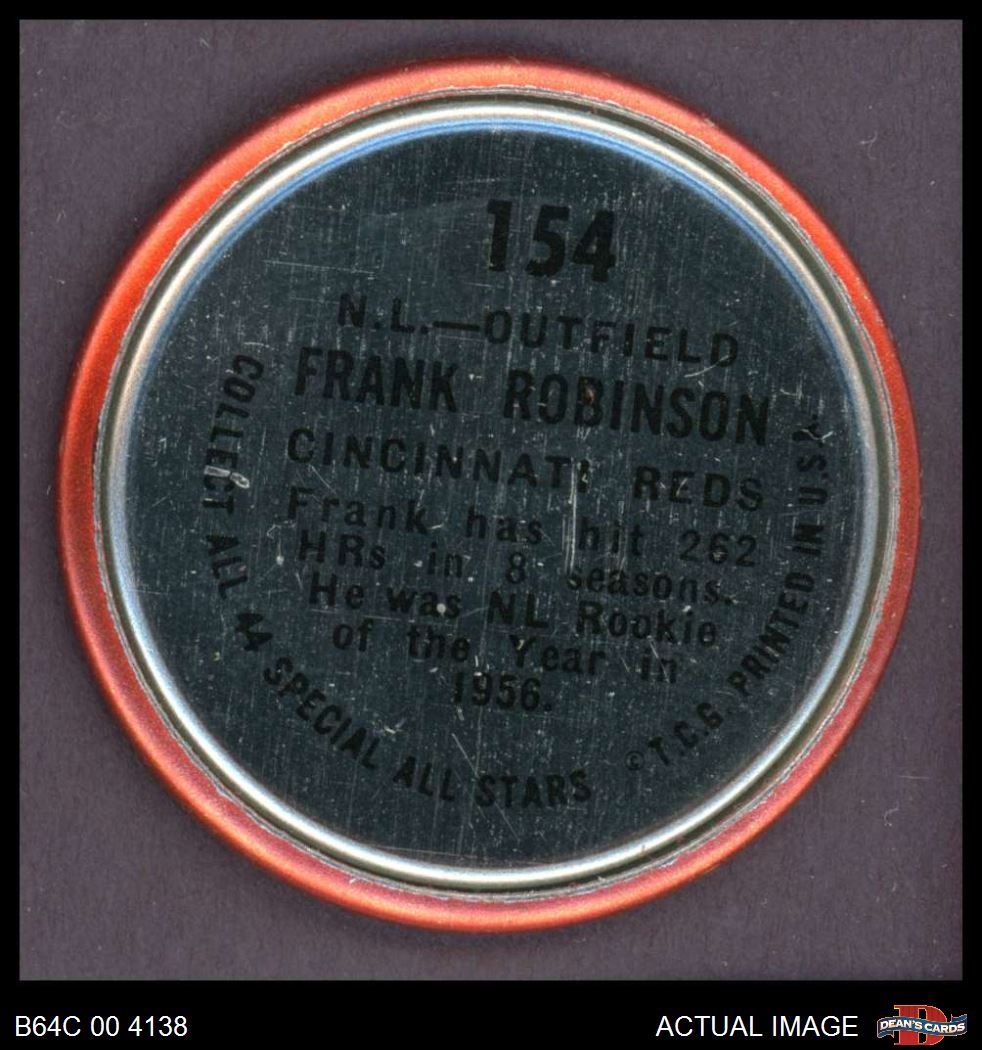 154
N.L.—OUTFIELD
FRANK ROBINSON
CINCINNATI REDS
Frank has hit 262
HRs in 8 seasons.
He was NL Rookie
of the Year in
1956.
COLLECT ALL 44 SPECIAL ALL STARS
© T.C.G. PRINTED IN U.S.A.
B64C 00 4138
ACTUAL IMAGE
D
DEAN'S CARDS